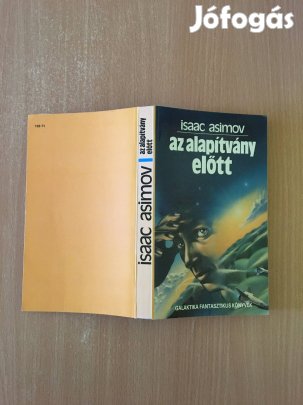 Jófogás
isaac asimov
az alapítvány
előtt
GALAKTIKA FANTASZTIKUS KÖNYVEK
isaac asimov
az alapítvány
előtt